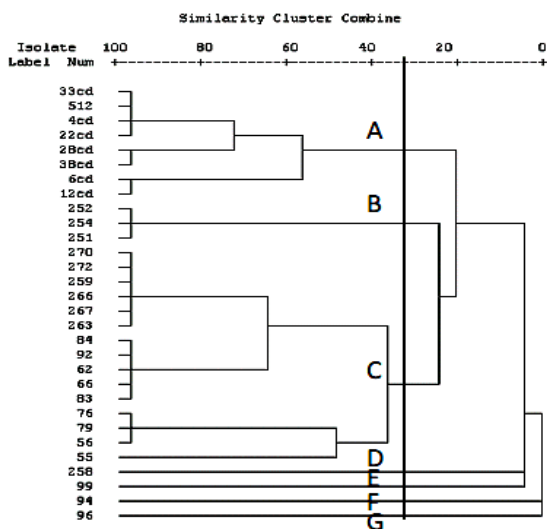 Similarity Cluster Combine
Isolate 100 80 60 40 20 0
Label Num
33cd
512
4cd
22cd
28cd
38cd
6cd
12cd
252
254
251
270
272
259
266
267
263
84
92
62
66
83
76
79
56
55
258
99
94
96
A
B
C
D
E
F
G